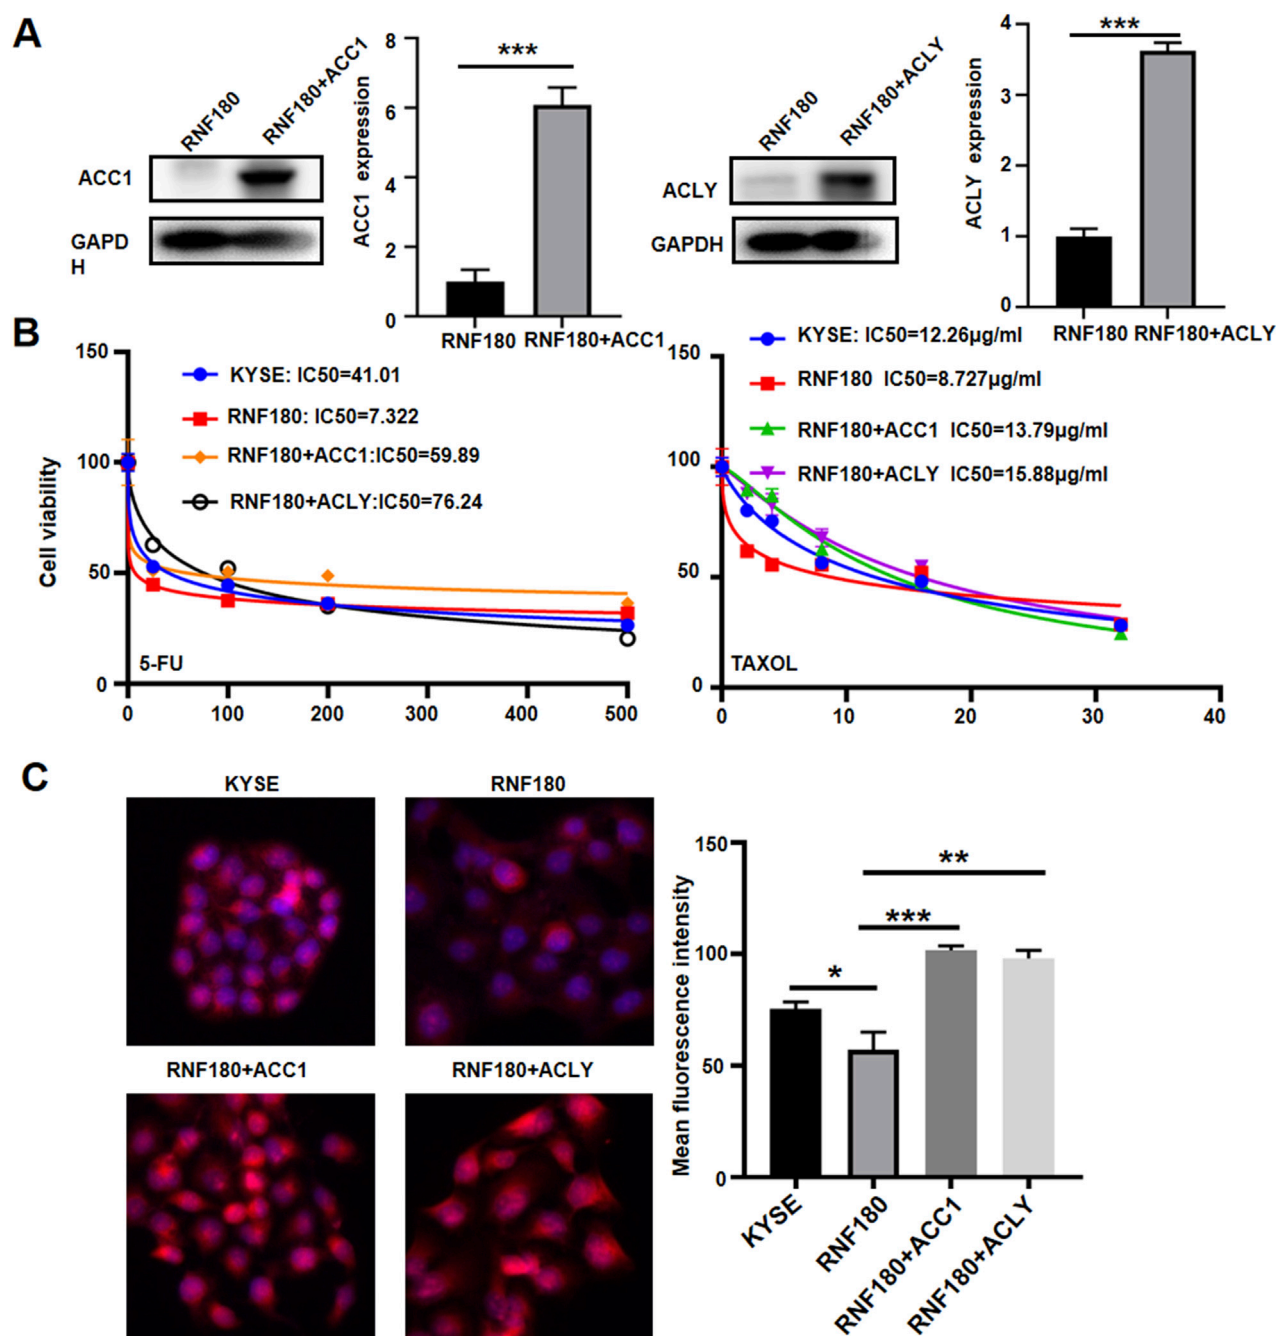 A
RNF180
RNF180+ACC1
ACC1
GAPD
H
ACC1 expression
8
6
4
2
0
***
RNF180
RNF180+ACC1
RNF180
RNF180+ACLY
ACLY
GAPDH
ACLY expression
4
3
2
1
0
***
RNF180
RNF180+ACLY
B
Cell viability
150
100
50
0
KYSE: IC50=41.01
RNF180: IC50=7.322
RNF180+ACC1:IC50=59.89
RNF180+ACLY:IC50=76.24
5-FU
0
100
200
300
400
500
150
100
50
0
KYSE: IC50=12.26µg/ml
RNF180 IC50=8.727µg/ml
RNF180+ACC1 IC50=13.79µg/ml
RNF180+ACLY IC50=15.88µg/ml
TAXOL
0
10
20
30
40
C
KYSE
RNF180
RNF180+ACC1
RNF180+ACLY
Mean fluorescence intensity
150
100
50
0
*
***
**
KYSE
RNF180
RNF180+ACC1
RNF180+ACLY